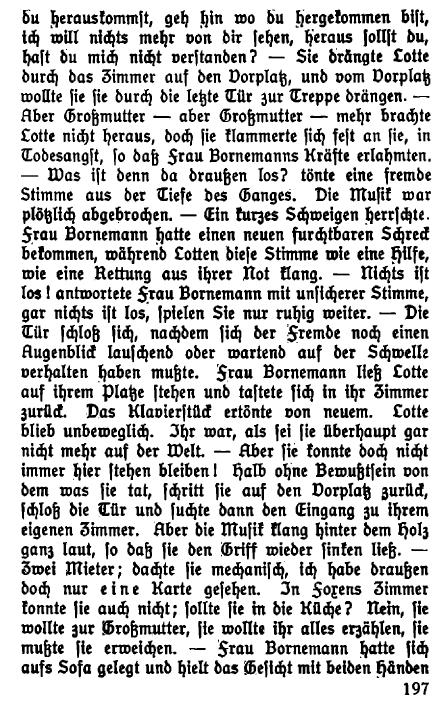 du herauskommst, geh hin wo du hergekommen bist,
ich will nichts mehr von dir sehen, heraus sollst du,
hast du mich nicht verstanden? — Sie drängte Lotte
durch das Zimmer auf den Vorplatz, und vom Vorplatz
wollte sie sie durch die letzte Tür zur Treppe drängen. —
Aber Großmutter — aber Großmutter — mehr brachte
Lotte nicht heraus, doch sie klammerte sich fest an sie, in
Todesangst, so daß Frau Bornemanns Kräfte erlahmten.
— Was ist denn da draußen los? tönte eine fremde
Stimme aus der Tiefe des Ganges. Die Musik war
plötzlich abgebrochen. — Ein kurzes Schweigen herrschte.
Frau Bornemann hatte einen neuen furchtbaren Schreck
bekommen, während Lotten diese Stimme wie eine Hilfe,
wie eine Rettung aus ihrer Not klang. — Nichts ist
los! antwortete Frau Bornemann mit unsicherer Stimme,
gar nichts ist los, spielen Sie nur ruhig weiter. — Die
Tür schloß sich, nachdem sich der Fremde noch einen
Augenblick lauschend oder wartend auf der Schwelle
verhalten haben mußte. Frau Bornemann ließ Lotte
auf ihrem Platze stehen und tastete sich in ihr Zimmer
zurück. Das Klavierstück ertönte von neuem. Lotte
blieb unbeweglich. Ihr war, als sei sie überhaupt gar
nicht mehr auf der Welt. — Aber sie konnte doch nicht
immer hier stehen bleiben! Halb ohne Bewußtsein von
dem was sie tat, schritt sie auf den Vorplatz zurück,
schloß die Tür und suchte dann den Eingang zu ihrem
eigenen Zimmer. Aber die Musik klang hinter dem Holz
ganz laut, so daß sie den Griff wieder sinken ließ. —
Zwei Mieter; dachte sie mechanisch, ich habe draußen
doch nur eine Karte gesehen. In Foxens Zimmer
konnte sie auch nicht; sollte sie in die Küche? Nein, sie
wollte zur Großmutter, sie wollte ihr alles erzählen, sie
mußte sie erweichen. — Frau Bornemann hatte sich
aufs Sofa gelegt und hielt das Gesicht mit beiden Händen
197